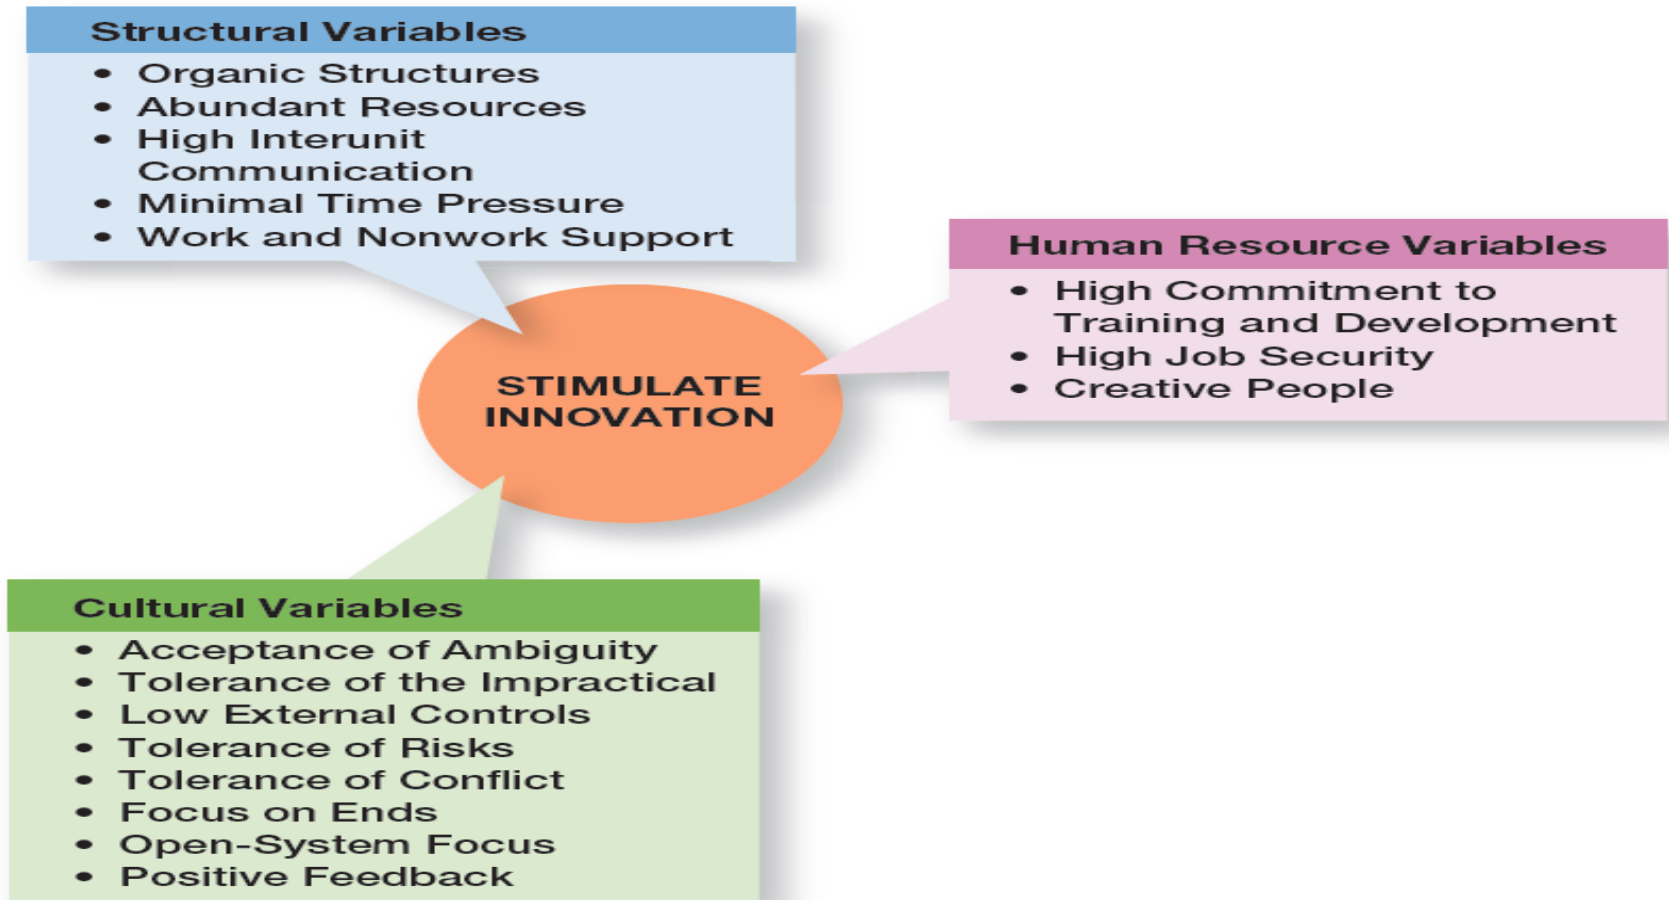 Structural Variables
• Organic Structures
• Abundant Resources
• High Interunit
Communication
• Minimal Time Pressure
• Work and Nonwork Support
Human Resource Variables
• High Commitment to
Training and Development
• High Job Security
• Creative People
STIMULATE
INNOVATION
Cultural Variables
• Acceptance of Ambiguity
• Tolerance of the Impractical
• Low External Controls
• Tolerance of Risks
• Tolerance of Conflict
• Focus on Ends
• Open-System Focus
• Positive Feedback